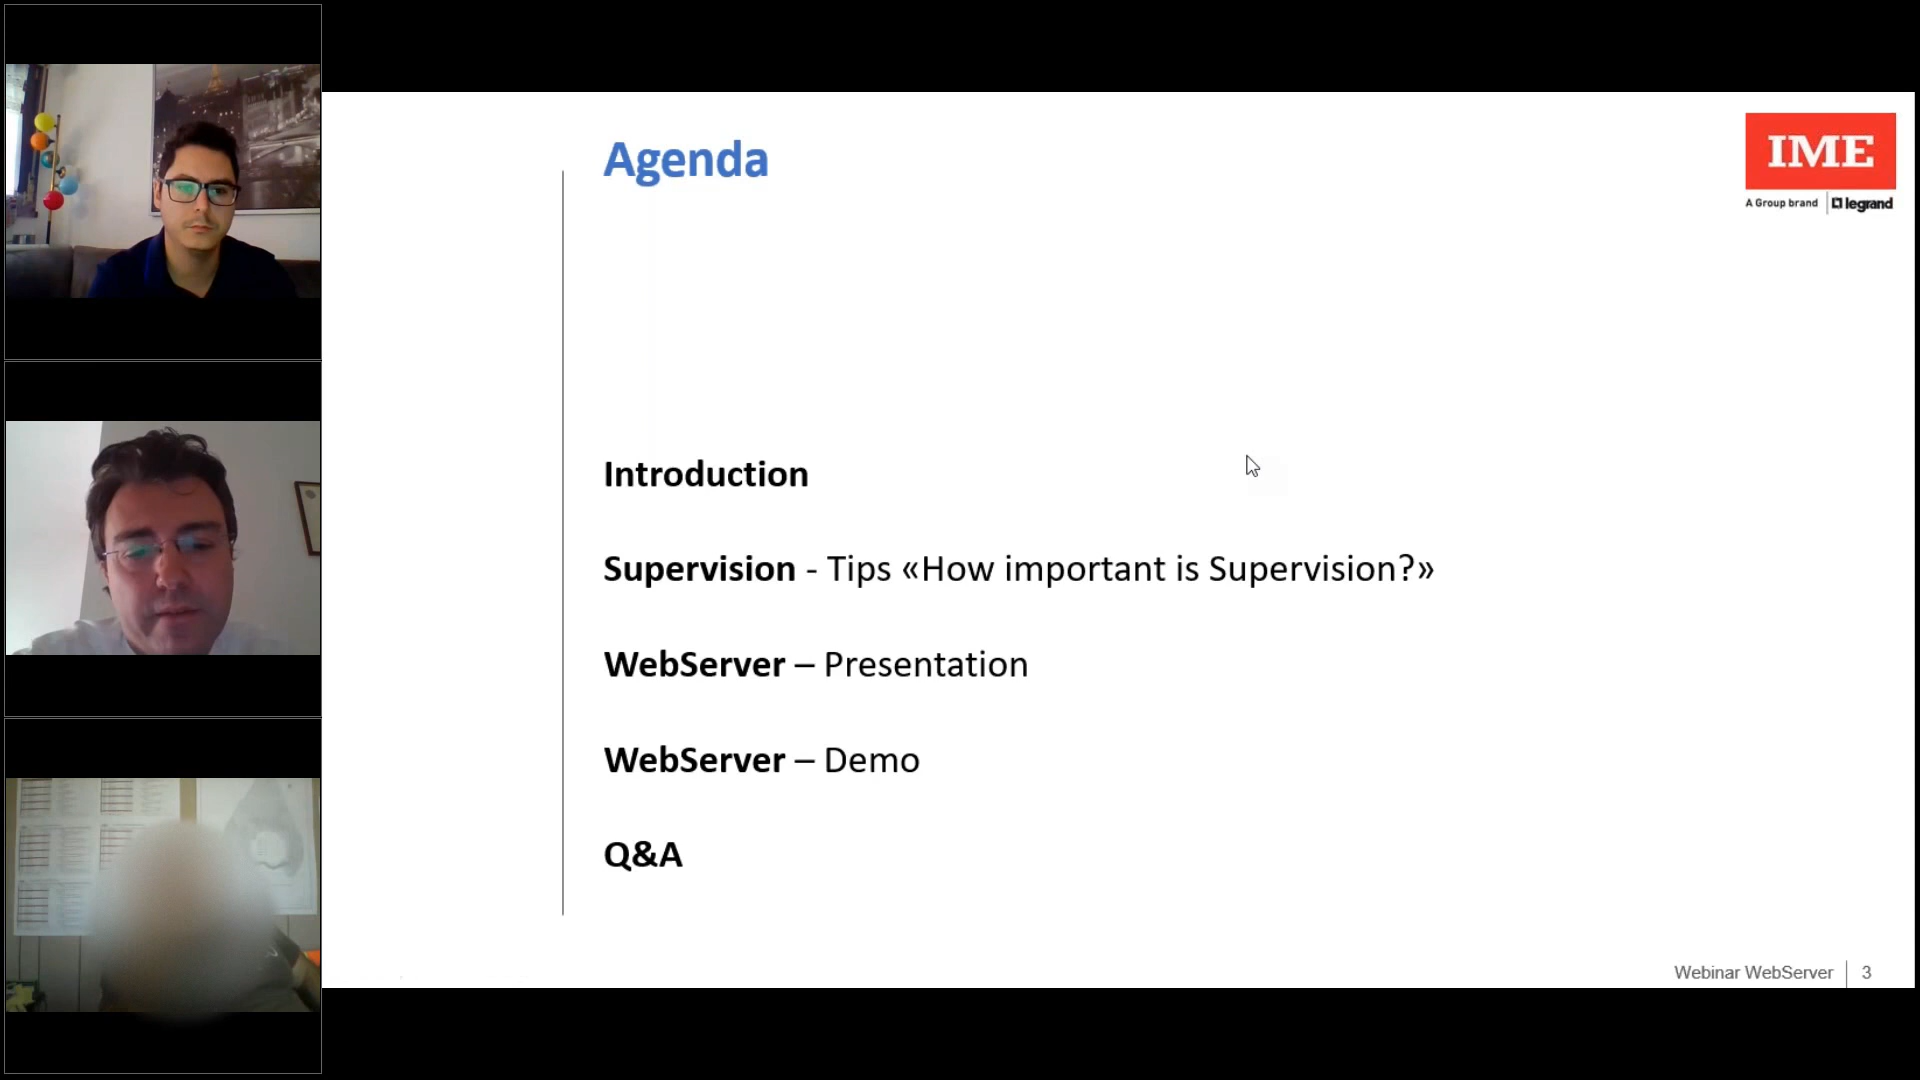 Agenda
IME
A Group brand | legrand
Introduction
Supervision - Tips «How important is Supervision?»
WebServer – Presentation
WebServer – Demo
Q&A
Webinar WebServer | 3